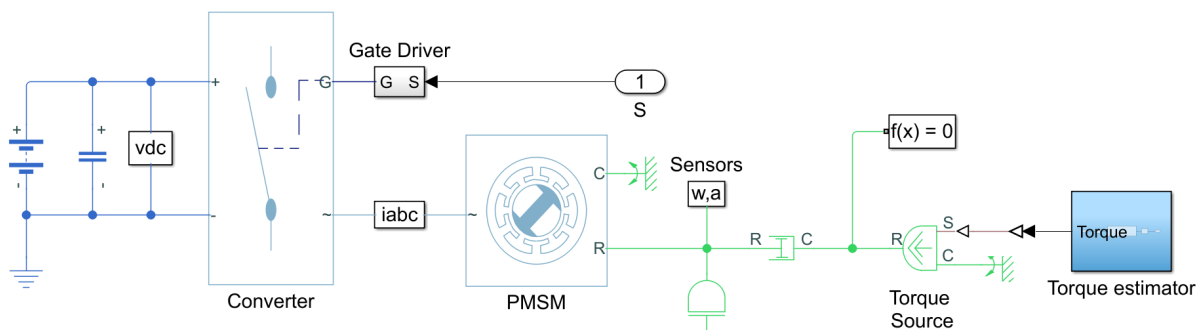 Gate Driver
G
G S
1
S
+
+
+
vdc
-
-
-
~
iabc
~
Converter
C
R
PMSM
Sensors
w,a
R C
f(x) = 0
R
S
C
Torque
Source
Torque
Torque estimator